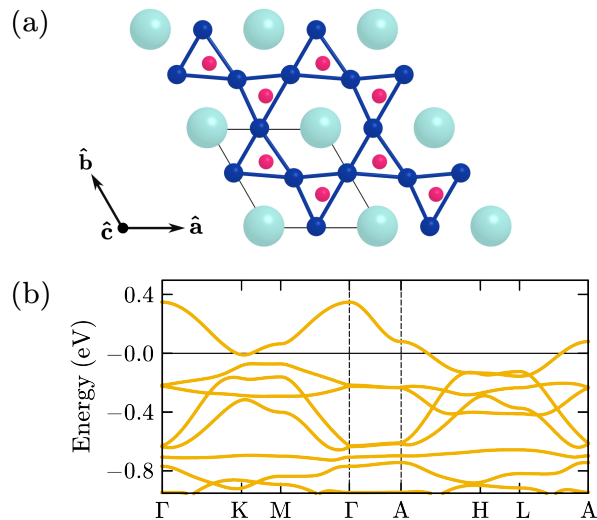 (a)
b̂
ĉ
â
(b)
Energy (eV)
0.4
−0.0
−0.4
−0.8
Γ K M Γ A H L A